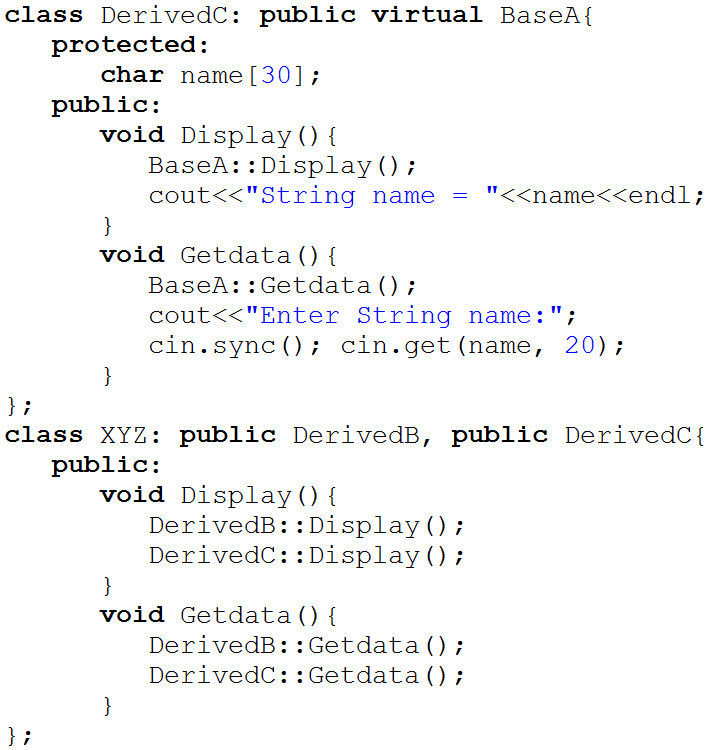 class DerivedC: public virtual BaseA{
   protected:
      char name[30];
   public:
      void Display(){
         BaseA::Display();
         cout<<"String name = "<<name<<endl;
      }
      void Getdata(){
         BaseA::Getdata();
         cout<<"Enter String name:";
         cin.sync(); cin.get(name, 20);
      }
};
class XYZ: public DerivedB, public DerivedC{
   public:
      void Display(){
         DerivedB::Display();
         DerivedC::Display();
      }
      void Getdata(){
         DerivedB::Getdata();
         DerivedC::Getdata();
      }
};